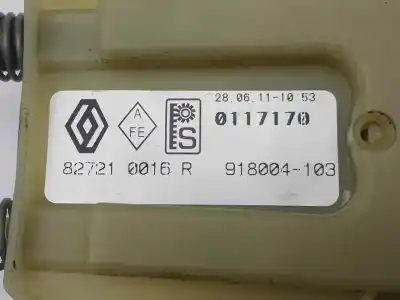 28.06.11-10:53
A
FE
S
0117170
82721 0016 R 918004-103